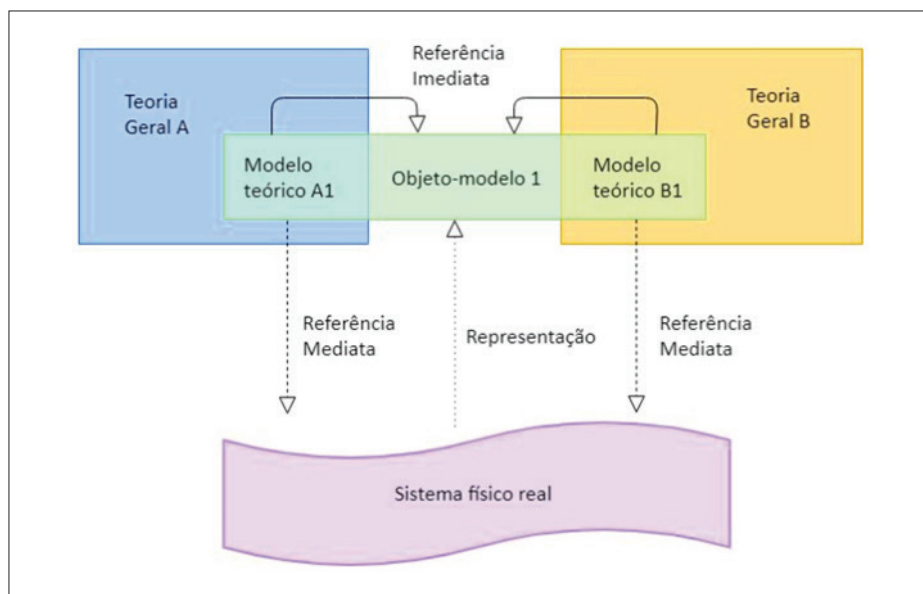 Referência
Imediata
Teoria
Geral A
Teoria
Geral B
Modelo
teórico A1
Objeto-modelo 1
Modelo
teórico B1
Referência
Mediata
Representação
Referência
Mediata
Sistema físico real